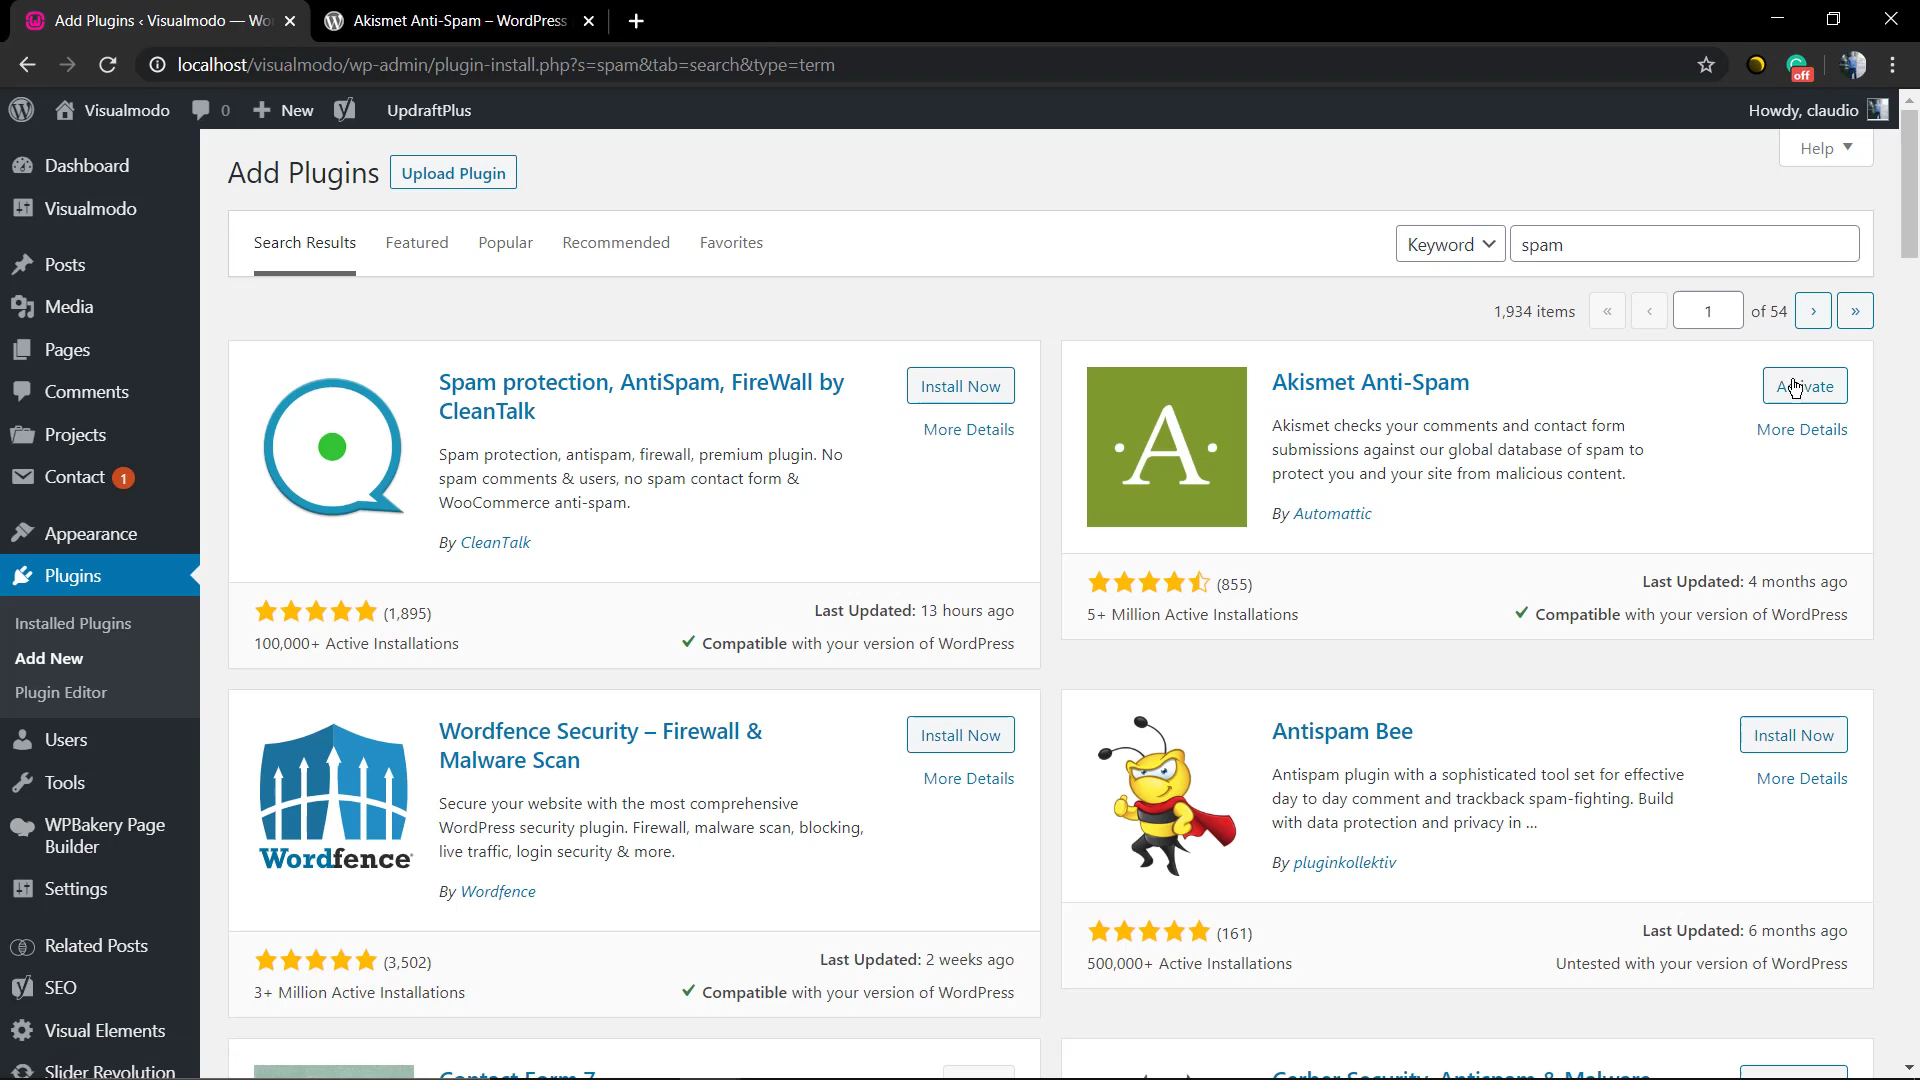 Add Plugins ‹ Visualmodo — Wo
Akismet Anti-Spam – WordPress
localhost/visualmodo/wp-admin/plugin-install.php?s=spam&tab=search&type=term
off
Visualmodo
0
New
UpdraftPlus
Howdy, claudio
Dashboard
Visualmodo
Posts
Media
Pages
Comments
Projects
Contact 1
Appearance
Plugins
Installed Plugins
Add New
Plugin Editor
Users
Tools
WPBakery Page
Builder
Settings
Related Posts
SEO
Visual Elements
Slider Revolution
Help
Add Plugins
Upload Plugin
Search Results
Featured
Popular
Recommended
Favorites
Keyword
spam
1,934 items
«
‹
1
of 54
›
»
Spam protection, AntiSpam, FireWall by
CleanTalk
Install Now
More Details
Spam protection, antispam, firewall, premium plugin. No
spam comments & users, no spam contact form &
WooCommerce anti-spam.
By CleanTalk
(1,895)
Last Updated: 13 hours ago
100,000+ Active Installations
Compatible with your version of WordPress
·A·
Akismet Anti-Spam
Activate
More Details
Akismet checks your comments and contact form
submissions against our global database of spam to
protect you and your site from malicious content.
By Automattic
(855)
Last Updated: 4 months ago
5+ Million Active Installations
Compatible with your version of WordPress
Wordfence
Wordfence Security – Firewall &
Malware Scan
Install Now
More Details
Secure your website with the most comprehensive
WordPress security plugin. Firewall, malware scan, blocking,
live traffic, login security & more.
By Wordfence
(3,502)
Last Updated: 2 weeks ago
3+ Million Active Installations
Compatible with your version of WordPress
Antispam Bee
Install Now
More Details
Antispam plugin with a sophisticated tool set for effective
day to day comment and trackback spam-fighting. Build
with data protection and privacy in ...
By pluginkollektiv
(161)
Last Updated: 6 months ago
500,000+ Active Installations
Untested with your version of WordPress
Contact Form 7
Cerber Security, Antispam & Malware